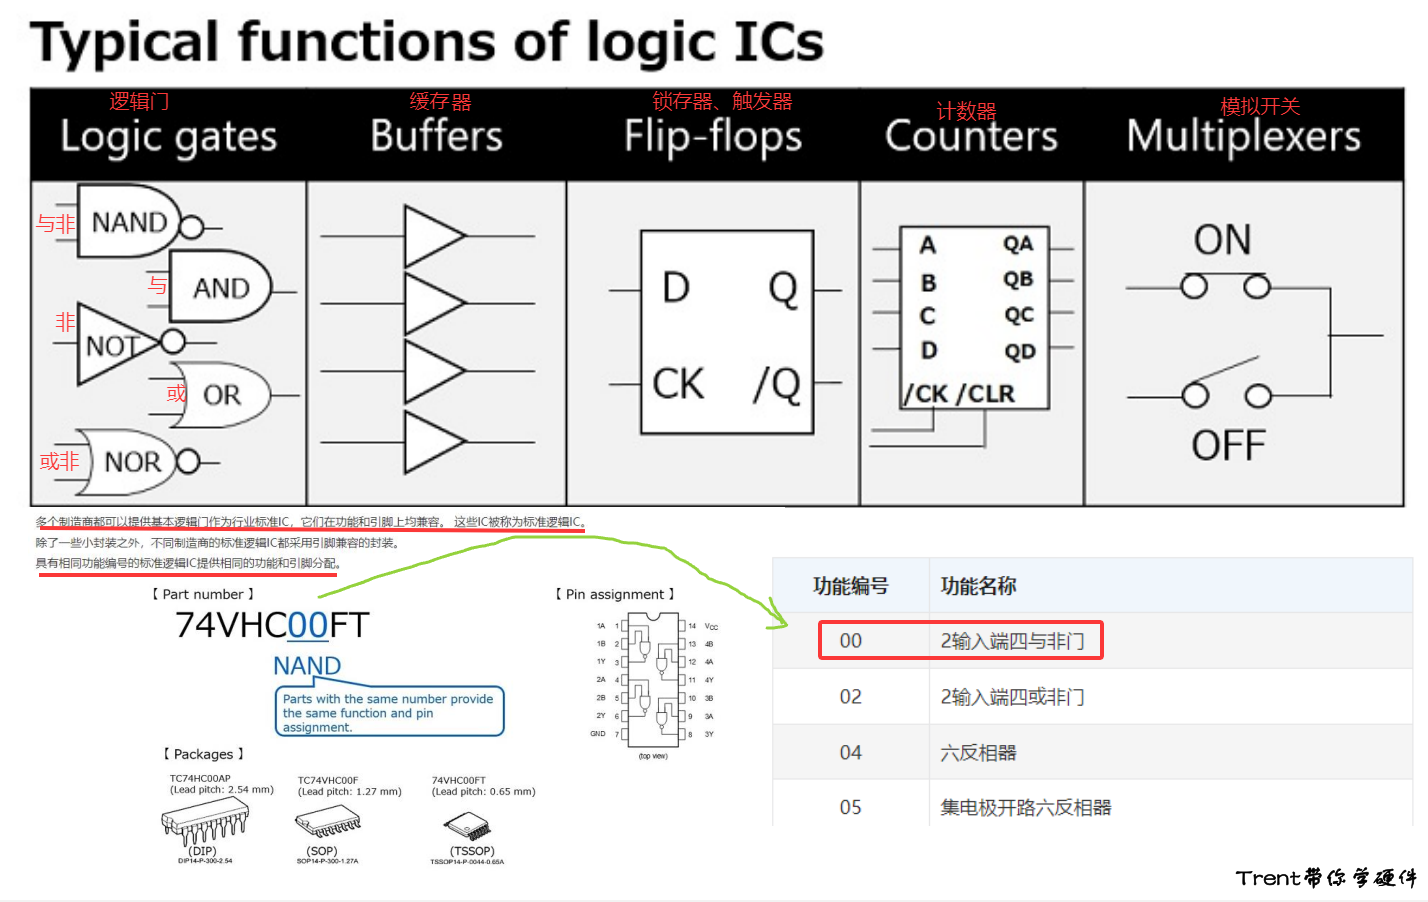 Typical functions of logic ICs
逻辑门
缓存器
锁存器、触发器
计数器
模拟开关
Logic gates
Buffers
Flip-flops
Counters
Multiplexers
与非
NAND
与
AND
非
NOT
或
OR
或非
NOR
D
Q
CK
/Q
A
QA
B
QB
C
QC
D
QD
/CK /CLR
ON
OFF
多个制造商都可以提供基本逻辑门作为行业标准IC，它们在功能和引脚上均兼容。 这些IC被称为标准逻辑IC。
除了一些小封装之外，不同制造商的标准逻辑IC都采用引脚兼容的封装。
具有相同功能编号的标准逻辑IC提供相同的功能和引脚分配。
【 Part number 】
74VHC00FT
NAND
Parts with the same number provide
the same function and pin
assignment.
【 Pin assignment 】
1A 1
14 VCC
1B 2
13 4B
1Y 3
12 4A
2A 4
11 4Y
2B 5
10 3B
2Y 6
9 3A
GND 7
8 3Y
(top view)
【 Packages 】
TC74HC00AP
(Lead pitch: 2.54 mm)
(DIP)
DIP14-P-300-2.54
TC74VHC00F
(Lead pitch: 1.27 mm)
(SOP)
SOP14-P-300-1.27A
74VHC00FT
(Lead pitch: 0.65 mm)
(TSSOP)
TSSOP14-P-0044-0.65A
功能编号 功能名称
00 2输入端四与非门
02 2输入端四或非门
04 六反相器
05 集电极开路六反相器
Trent带你学硬件